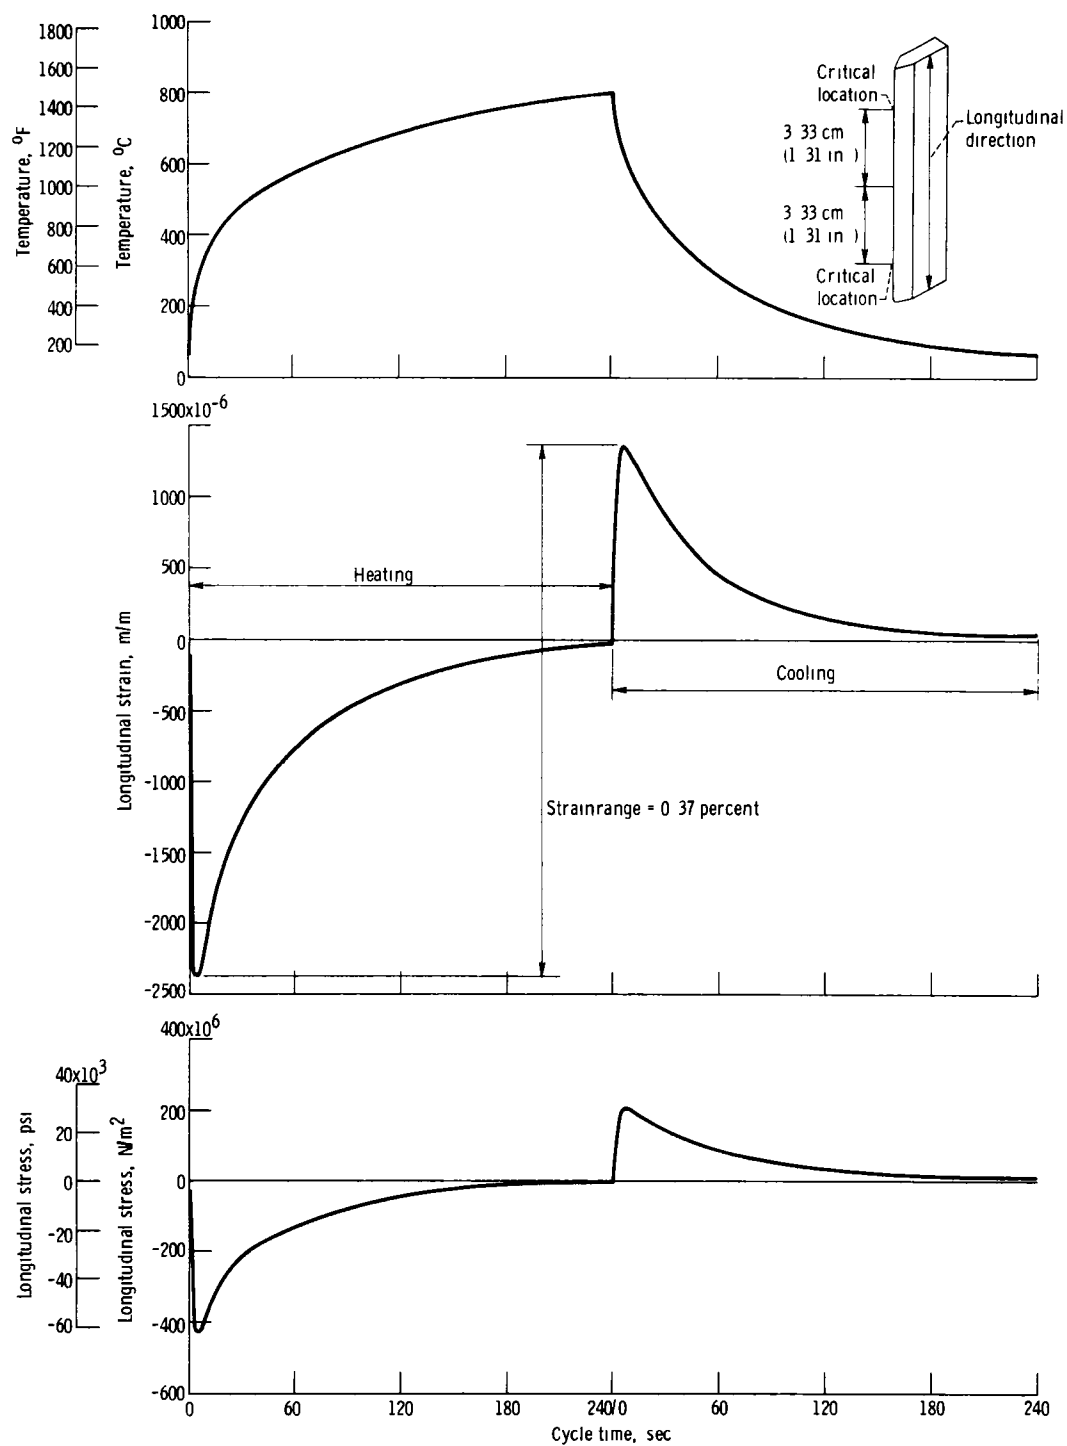 1800
1600
1400
1200
1000
800
600
400
200
Temperature, °F
1000
800
600
400
200
0
Temperature, °C
Critical
location
3 33 cm
(1 31 in )
3 33 cm
(1 31 in )
Critical
location
Longitudinal
direction
1500x10-6
1000
500
0
-500
-1000
-1500
-2000
-2500
Longitudinal strain, m/m
Heating
Cooling
Strainrange = 0 37 percent
40x103
20
0
-20
-40
-60
Longitudinal stress, psi
400x106
200
0
-200
-400
-600
Longitudinal stress, N/m2
0 60 120 180 240/0 60 120 180 240
Cycle time, sec